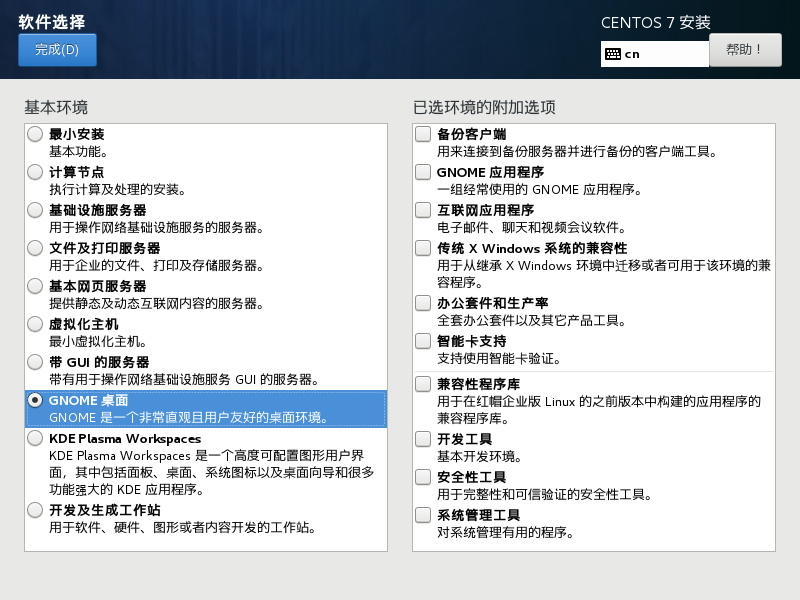 软件选择
CENTOS 7 安装
完成(D)
cn
帮助！
基本环境
最小安装
基本功能。
计算节点
执行计算及处理的安装。
基础设施服务器
用于操作网络基础设施服务的服务器。
文件及打印服务器
用于企业的文件、打印及存储服务器。
基本网页服务器
提供静态及动态互联网内容的服务器。
虚拟化主机
最小虚拟化主机。
带 GUI 的服务器
带有用于操作网络基础设施服务 GUI 的服务器。
GNOME 桌面
GNOME 是一个非常直观且用户友好的桌面环境。
KDE Plasma Workspaces
KDE Plasma Workspaces 是一个高度可配置图形用户界
面，其中包括面板、桌面、系统图标以及桌面向导和很多
功能强大的 KDE 应用程序。
开发及生成工作站
用于软件、硬件、图形或者内容开发的工作站。
已选环境的附加选项
备份客户端
用来连接到备份服务器并进行备份的客户端工具。
GNOME 应用程序
一组经常使用的 GNOME 应用程序。
互联网应用程序
电子邮件、聊天和视频会议软件。
传统 X Windows 系统的兼容性
用于从继承 X Windows 环境中迁移或者可用于该环境的兼
容程序。
办公套件和生产率
全套办公套件以及其它产品工具。
智能卡支持
支持使用智能卡验证。
兼容性程序库
用于在红帽企业版 Linux 的之前版本中构建的应用程序的
兼容程序库。
开发工具
基本开发环境。
安全性工具
用于完整性和可信验证的安全性工具。
系统管理工具
对系统管理有用的程序。